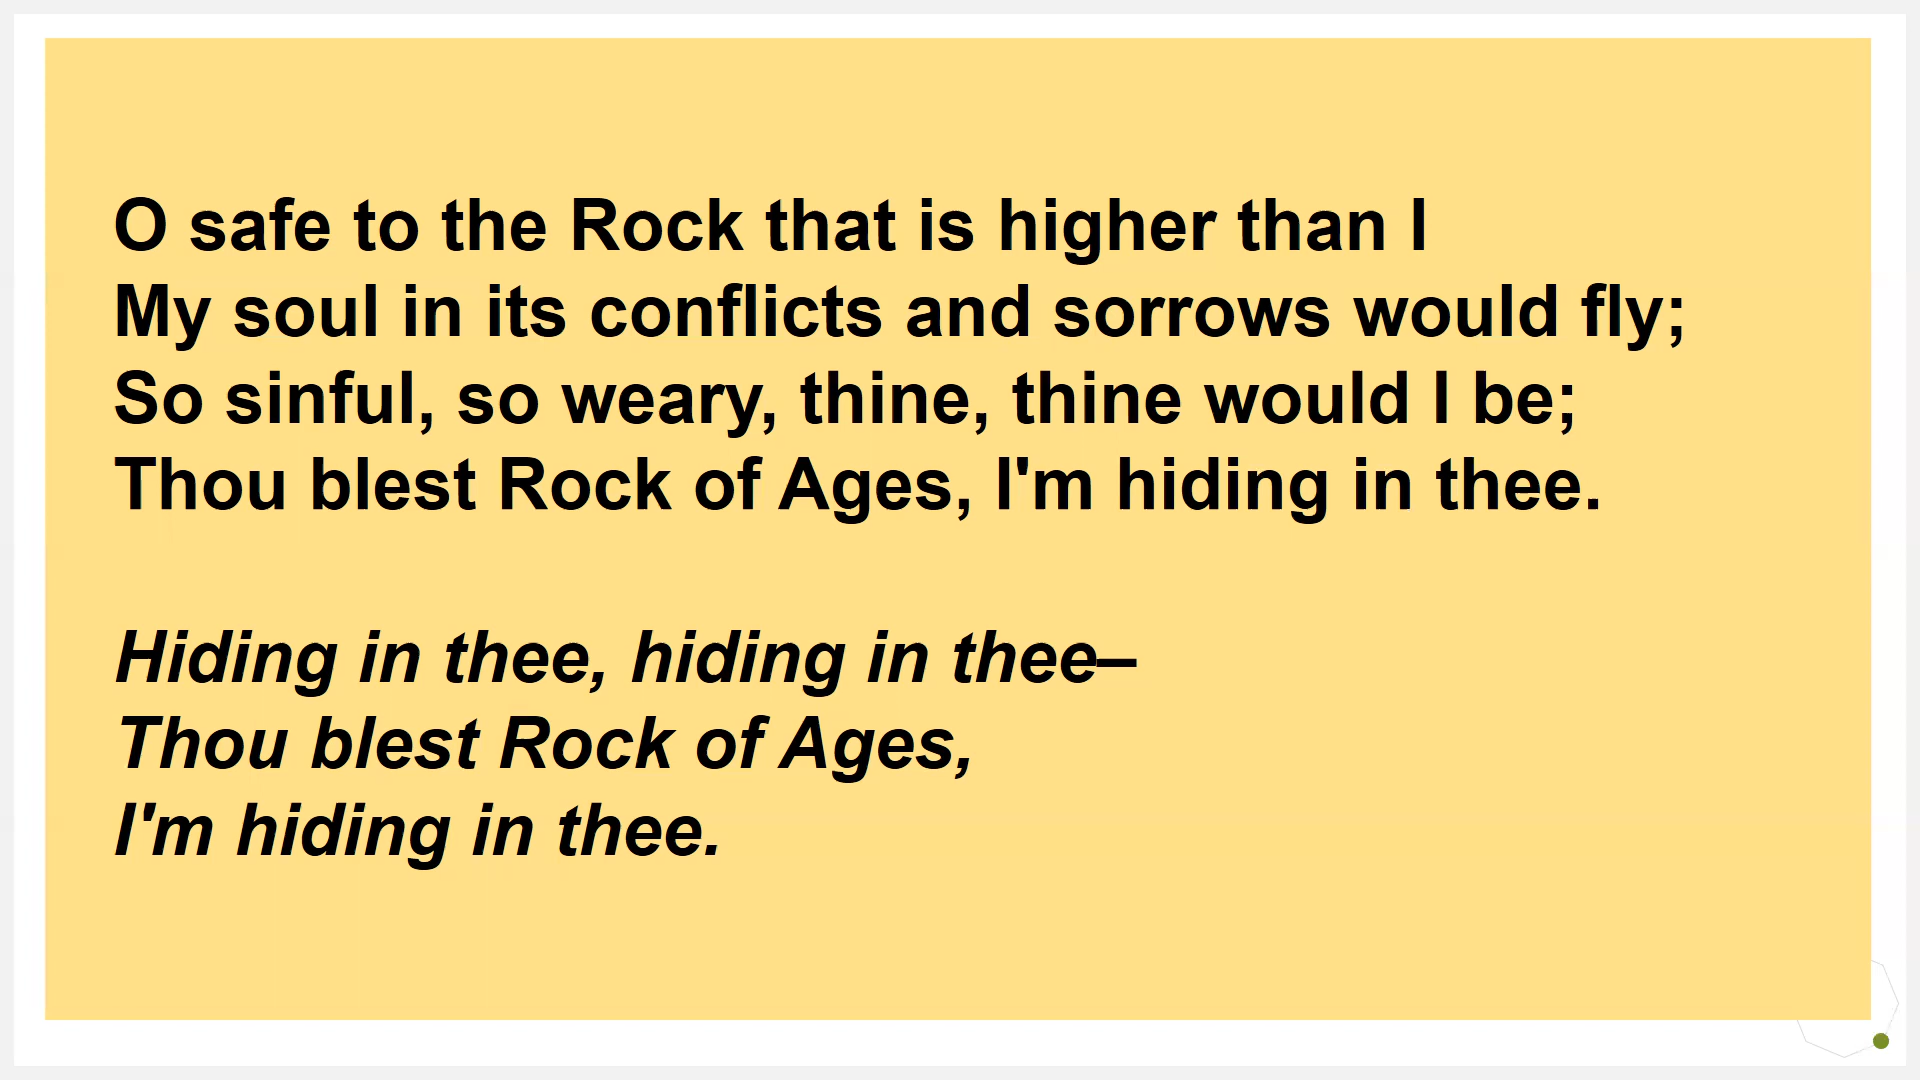 O safe to the Rock that is higher than I
My soul in its conflicts and sorrows would fly;
So sinful, so weary, thine, thine would I be;
Thou blest Rock of Ages, I'm hiding in thee.
Hiding in thee, hiding in thee–
Thou blest Rock of Ages,
I'm hiding in thee.